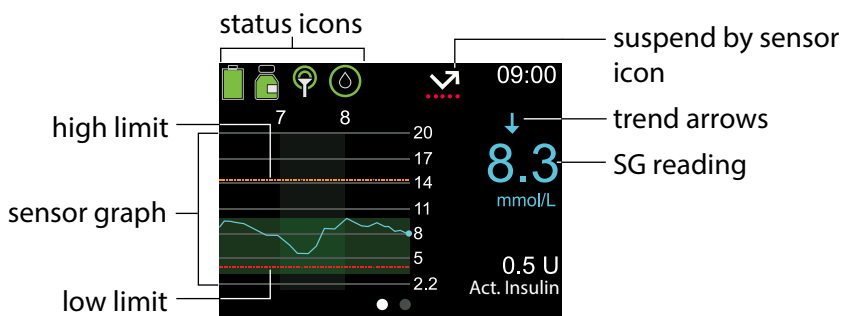 status icons
suspend by sensor
icon
09:00
7 8
high limit
trend arrows
20
17
8.3
SG reading
14
mmol/L
sensor graph
11
8
5
0.5 U
low limit
2.2
Act. Insulin